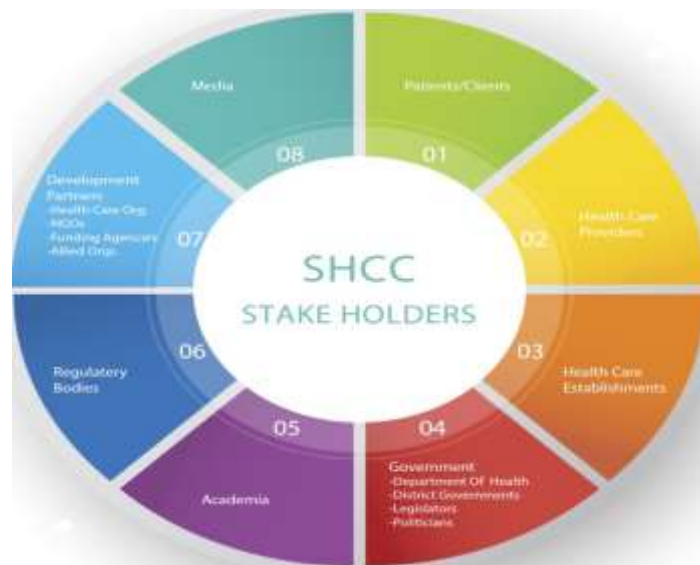 SHCC
STAKE HOLDERS
01
Patients/Clients
02
Health Care
Providers
03
Health Care
Establishments
04
Government
-Department Of Health
-District Governments
-Legislators
-Politicians
05
Academia
06
Regulatery
Bodies
07
Development
Partners
-Health Care Org.
-NGOs
-Funding Agencies
-Allied Orgs.
08
Media